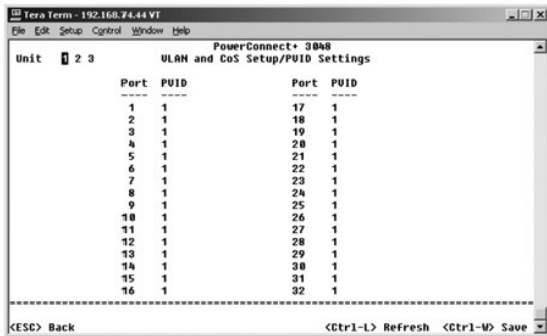 Tera Term - 192.168.74.44 VT
File Edit Setup Control Window Help
PowerConnect+ 3048
Unit 1 2 3 VLAN and CoS Setup/PVID Settings
Port PVID Port PVID
---- ---- ---- ----
1 1 17 1
2 1 18 1
3 1 19 1
4 1 20 1
5 1 21 1
6 1 22 1
7 1 23 1
8 1 24 1
9 1 25 1
10 1 26 1
11 1 27 1
12 1 28 1
13 1 29 1
14 1 30 1
15 1 31 1
16 1 32 1
<ESC> Back <Ctrl-L> Refresh <Ctrl-W> Save